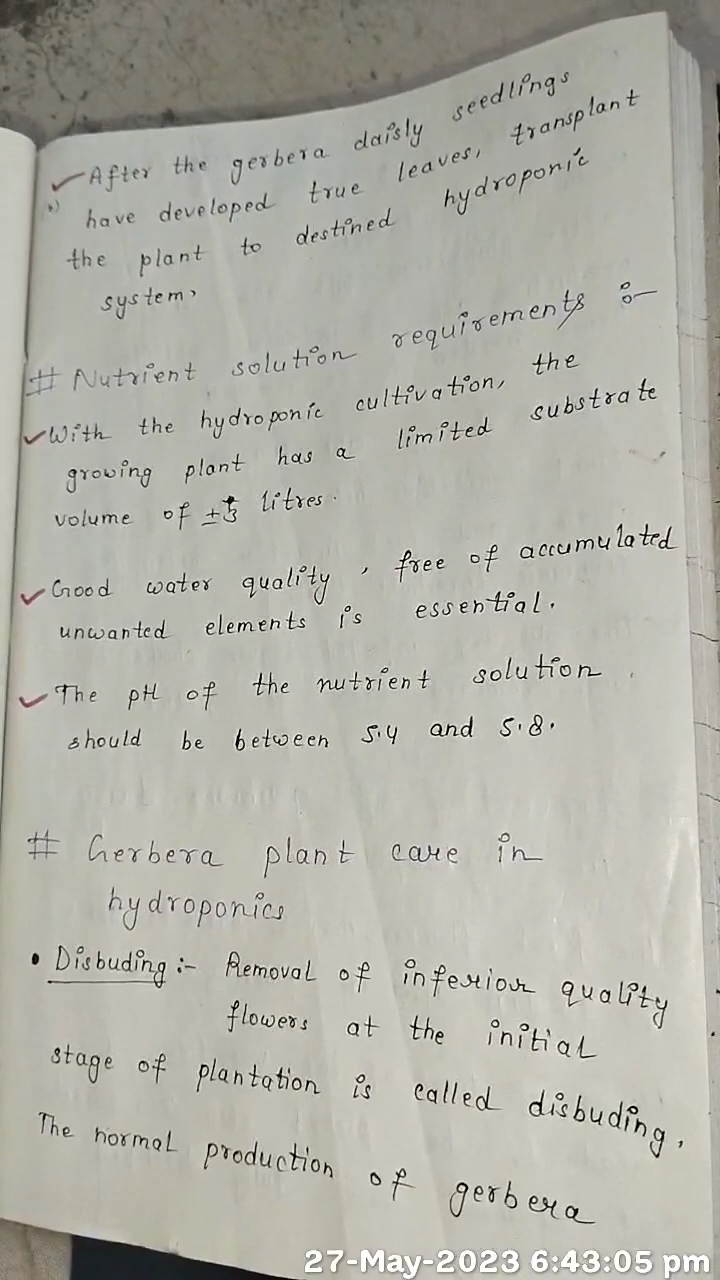 After the gerbera daisly seedlings
have developed true leaves, transplant
the plant to destined hydroponic
system,
# Nutrient solution requirements :-
With the hydroponic cultivation, the
growing plant has a limited substrate
volume of ±3 litres.
Good water quality, free of accumulated
unwanted elements is essential.
The pH of the nutrient solution
should be between 5.4 and 5.8.
# Gerbera plant care in
hydroponics
• Disbuding :- Removal of inferior quality
flowers at the initial
stage of plantation is called disbuding.
The normal production of gerbera
27-May-2023 6:43:05 pm